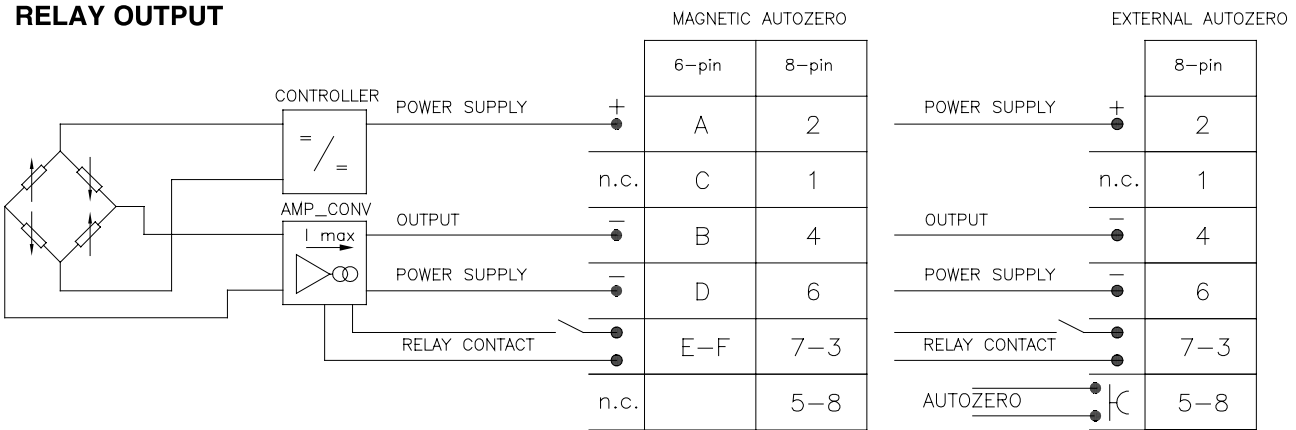 RELAY OUTPUT
MAGNETIC AUTOZERO
EXTERNAL AUTOZERO
6-pin 8-pin
8-pin
CONTROLLER
= / =
POWER SUPPLY + A 2
POWER SUPPLY + 2
n.c. C 1
n.c. 1
AMP_CONV
I max
OUTPUT - B 4
OUTPUT - 4
POWER SUPPLY - D 6
POWER SUPPLY - 6
RELAY CONTACT E-F 7-3
RELAY CONTACT 7-3
n.c. 5-8
AUTOZERO 5-8